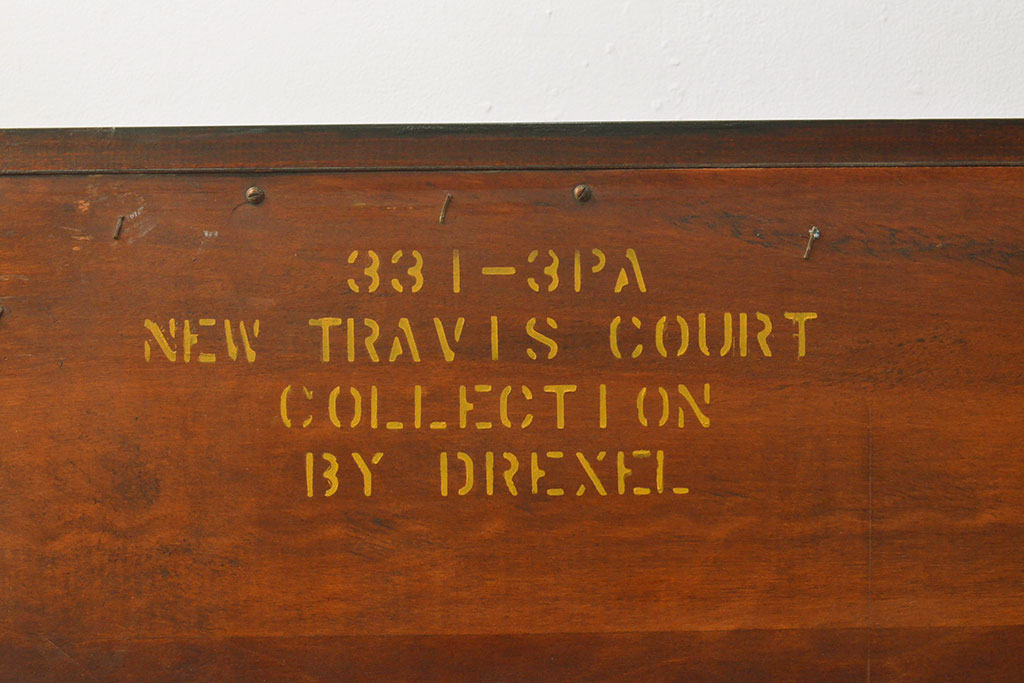 331-3PA
NEW TRAVIS COURT
COLLECTION
BY DREXEL